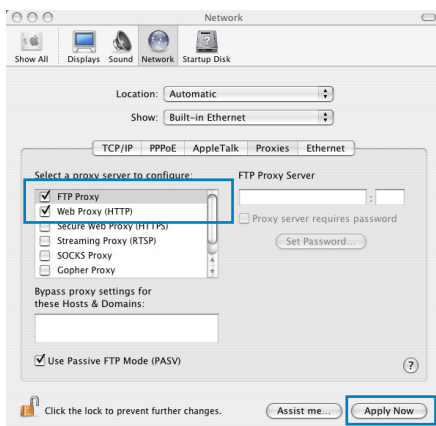 Network
Show All Displays Sound Network Startup Disk
Location: Automatic
Show: Built-in Ethernet
TCP/IP PPPoE AppleTalk Proxies Ethernet
Select a proxy server to configure: FTP Proxy Server
FTP Proxy :
Web Proxy (HTTP) Proxy server requires password
Secure Web Proxy (HTTPS)
Streaming Proxy (RTSP) Set Password...
SOCKS Proxy
Gopher Proxy
Bypass proxy settings for
these Hosts & Domains:
Use Passive FTP Mode (PASV) ?
Click the lock to prevent further changes. Assist me... Apply Now